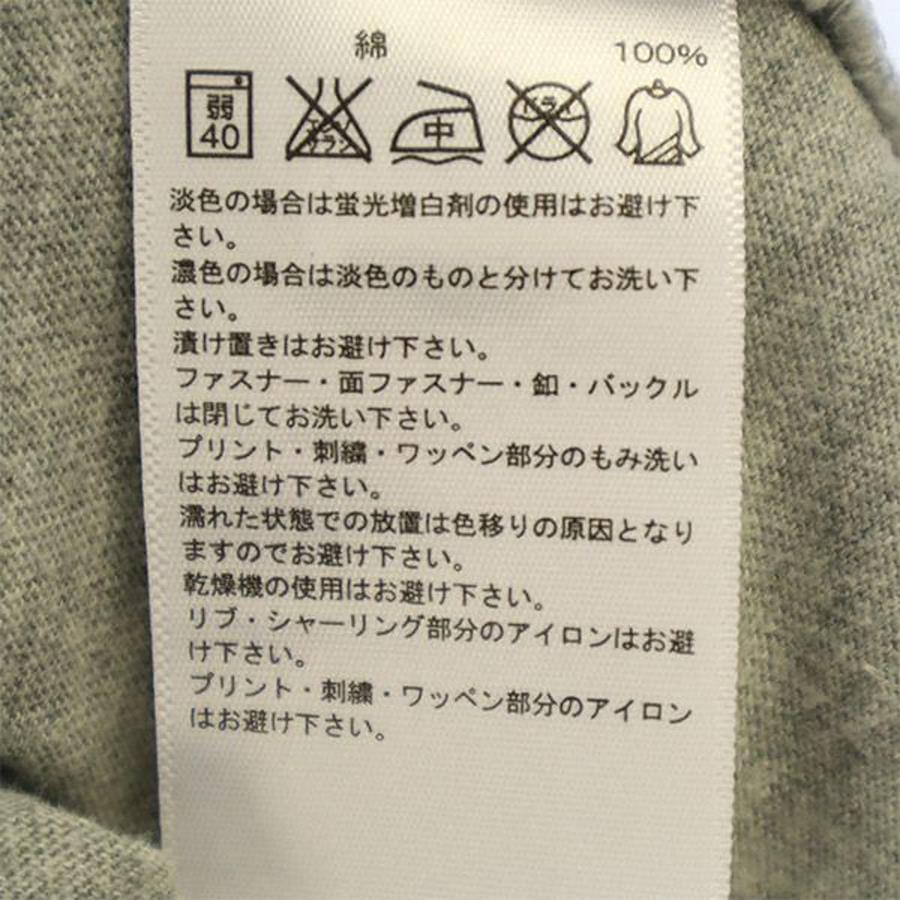 綿 100%
弱 40 エンソ サラシ 中 ドライ
淡色の場合は蛍光増白剤の使用はお避け下
さい。
濃色の場合は淡色のものと分けてお洗い下
さい。
漬け置きはお避け下さい。
ファスナー・面ファスナー・釦・バックル
は閉じてお洗い下さい。
プリント・刺繍・ワッペン部分のもみ洗い
はお避け下さい。
濡れた状態での放置は色移りの原因となり
ますのでお避け下さい。
乾燥機の使用はお避け下さい。
リブ・シャーリング部分のアイロンはお避
け下さい。
プリント・刺繍・ワッペン部分のアイロン
はお避け下さい。